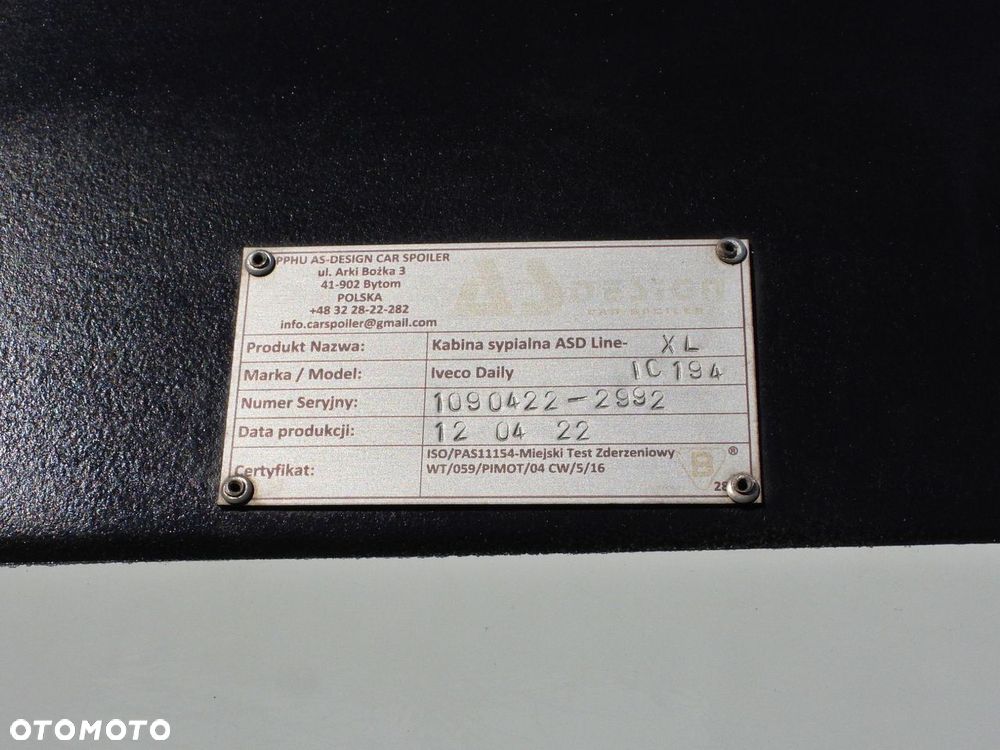 PPHU AS-DESIGN CAR SPOILER
ul. Arki Bożka 3
41-902 Bytom
POLSKA
+48 32 28-22-282
info.carspoiler@gmail.com
CAR SPOILER
Produkt Nazwa: Kabina sypialna ASD Line- XL
Marka / Model: Iveco Daily IC194
Numer Seryjny: 1090422-2992
Data produkcji: 12 04 22
Certyfikat: ISO/PAS11154-Miejski Test Zderzeniowy
WT/059/PIMOT/04 CW/5/16
B ®
28
OTOMOTO